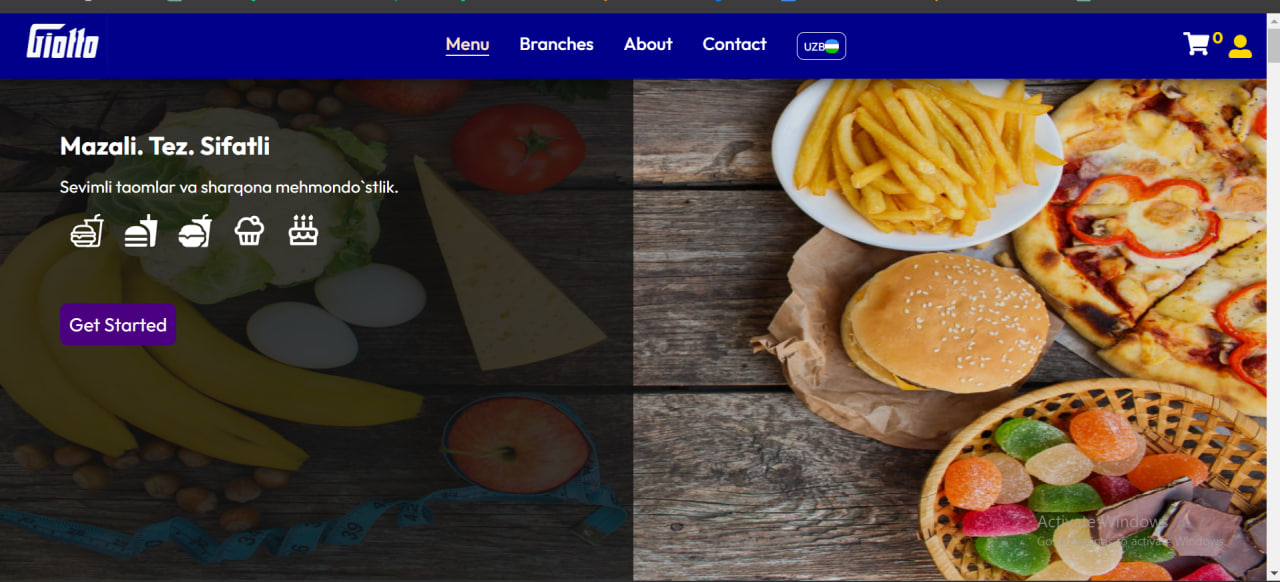 Giotto
Menu Branches About Contact UZB
0
Mazali. Tez. Sifatli
Sevimli taomlar va sharqona mehmondo`stlik.
Get Started
Activate Windows
Go to Settings to activate Windows.